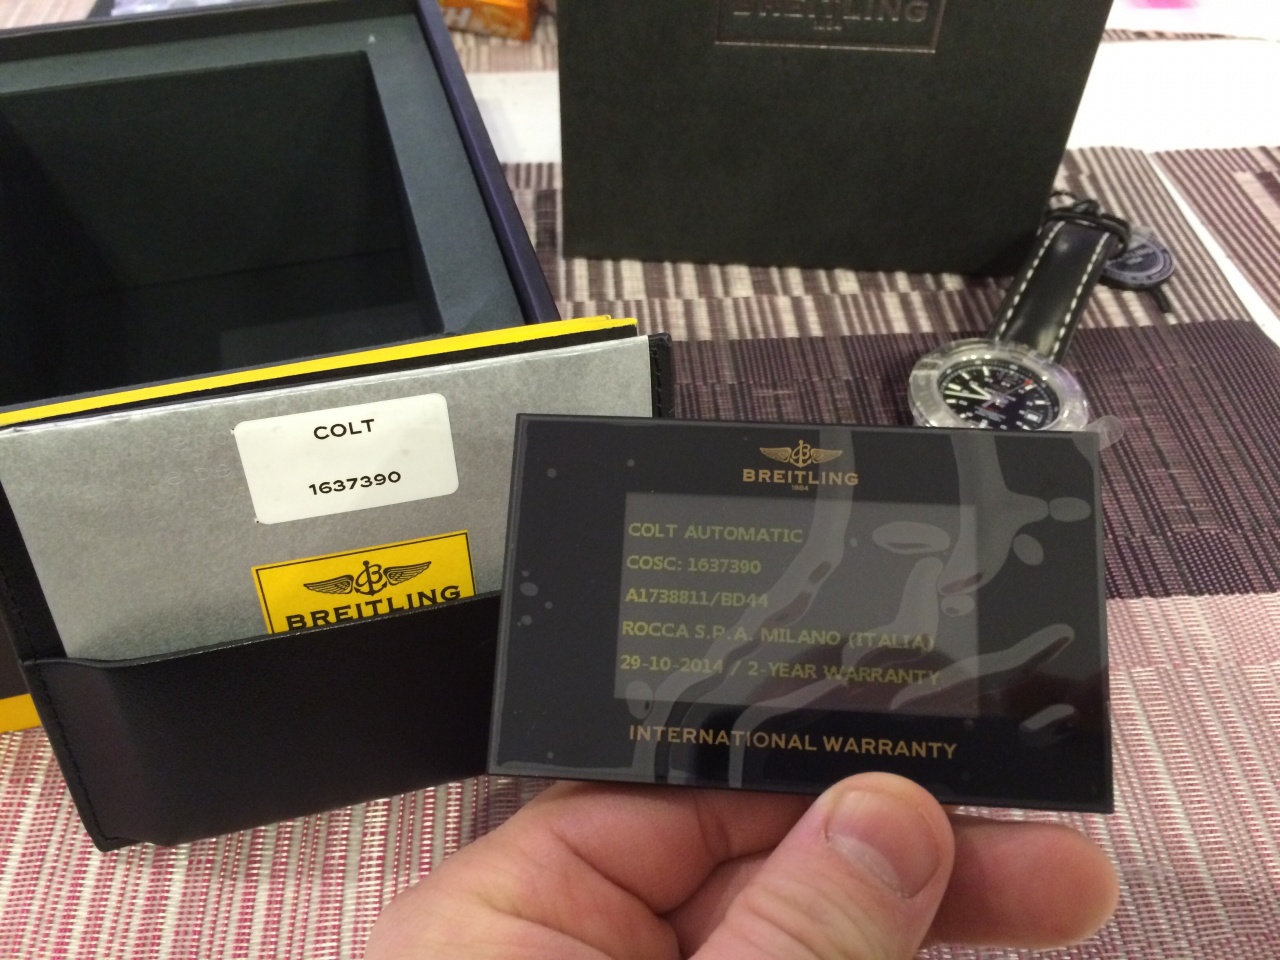 BREITLING
COLT
1637390
BREITLING
BREITLING
1884
COLT AUTOMATIC
COSC: 1637390
A1738811/BD44
ROCCA S.P.A. MILANO (ITALIA)
29-10-2014 / 2-YEAR WARRANTY
INTERNATIONAL WARRANTY